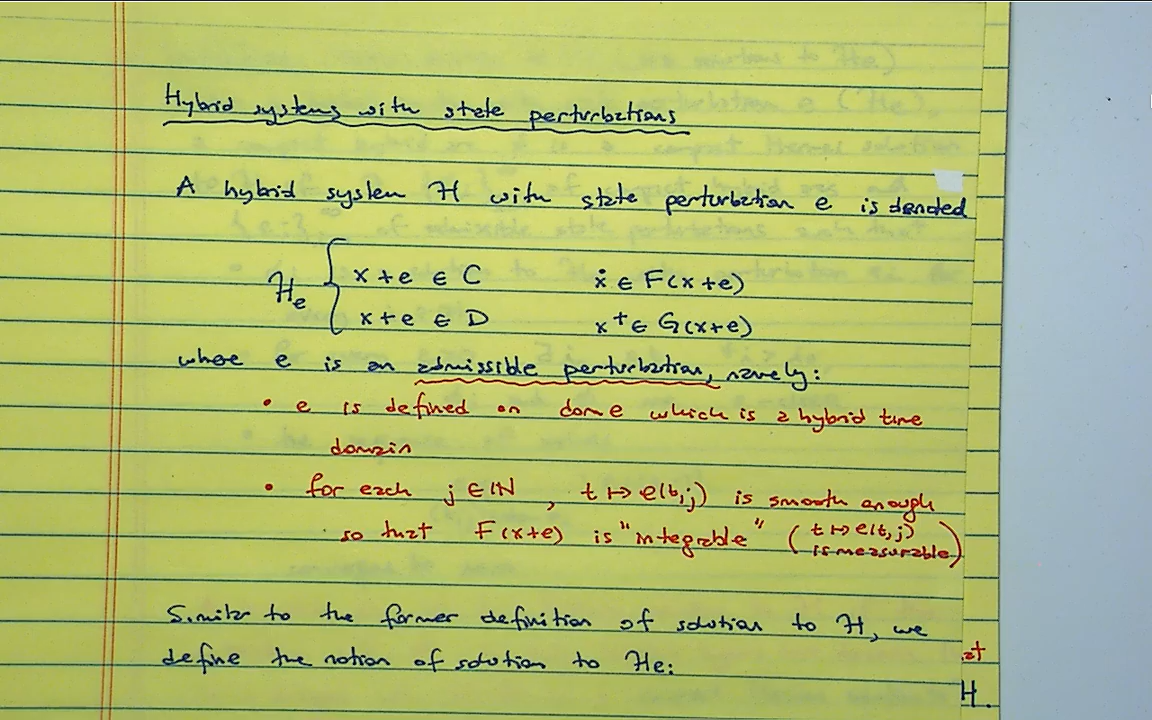 Hybrid systems with state perturbations
A hybrid system H with state perturbation e is denoted
H_e { x + e ∈ C    ẋ ∈ F(x+e)
x + e ∈ D    x⁺ ∈ G(x+e)
where e is an admissible perturbation, namely:
• e is defined on dom e which is a hybrid time
domain
• for each j ∈ ℕ , t ↦ e(t,j) is smooth enough
so that F(x+e) is "integrable" ( t ↦ e(t,j)
is measurable)
Similar to the former definition of solution to H, we
define the notion of solution to He:
H.